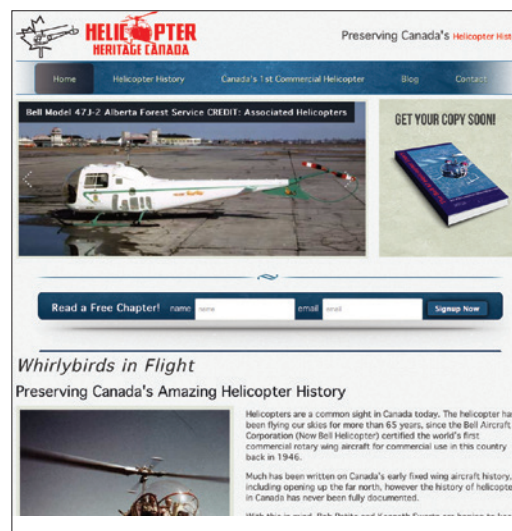 HELICOPTER
HERITAGE CANADA
Preserving Canada's Helicopter Hist
Home Helicopter History Canada's 1st Commercial Helicopter Blog Contact
Bell Model 47J-2 Alberta Forest Service CREDIT: Associated Helicopters
GET YOUR COPY SOON!
Read a Free Chapter! name name email email Signup Now
Whirlybirds in Flight
Preserving Canada's Amazing Helicopter History
Helicopters are a common sight in Canada today. The helicopter ha
been flying our skies for more than 65 years, since the Bell Aircraft
Corporation (Now Bell Helicopter) certified the world's first
commercial rotary wing aircraft for commercial use in this country
back in 1946.
Much has been written on Canada's early fixed wing aircraft history,
including opening up the far north, however the history of helicopte
in Canada has never been fully documented.